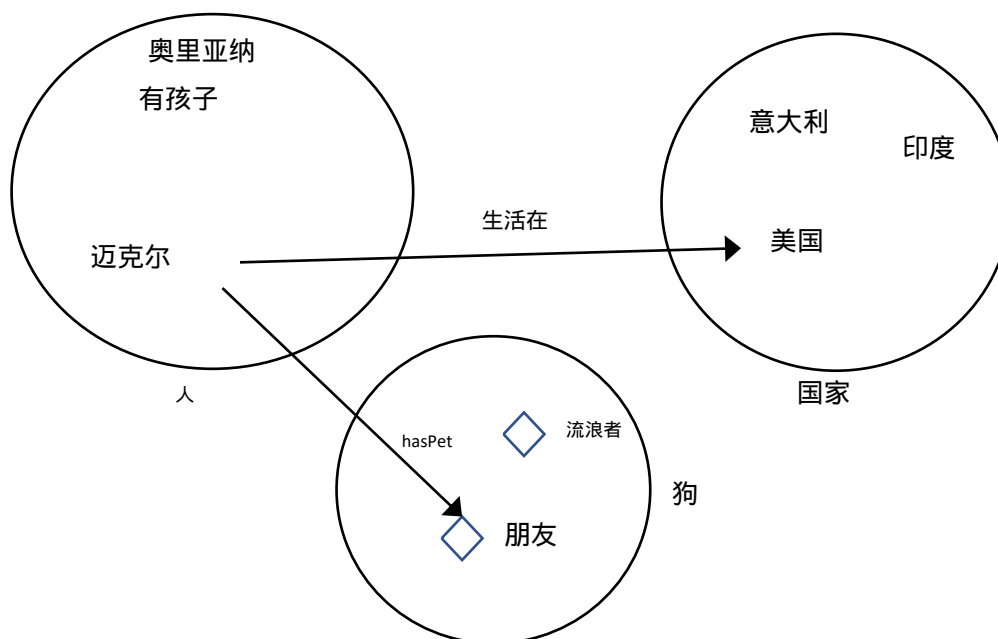 奥里亚纳
有孩子
迈克尔
人
生活在
意大利
印度
美国
国家
hasPet
流浪者
朋友
狗